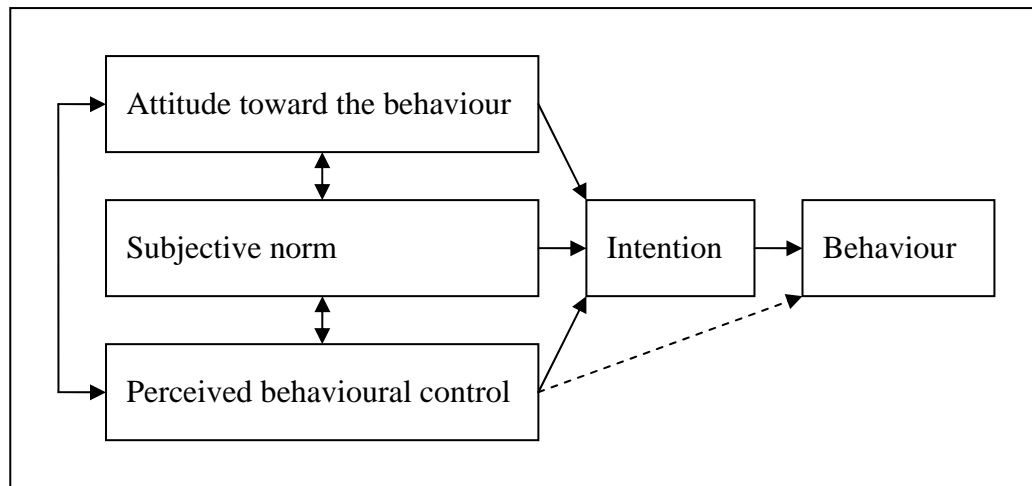 Attitude toward the behaviour
Subjective norm
Intention
Behaviour
Perceived behavioural control